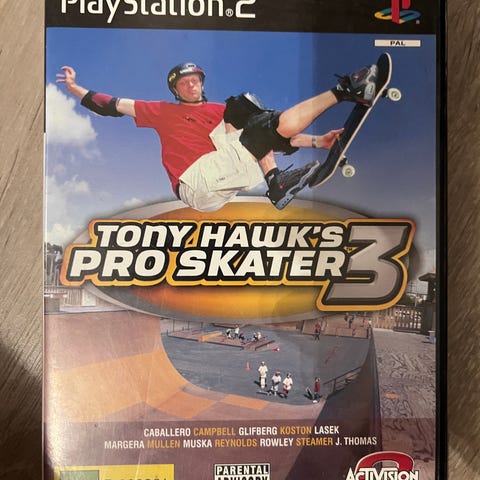 PlayStation®2
PAL
TONY HAWK'S
PRO SKATER 3
CABALLERO CAMPBELL GLIFBERG KOSTON LASEK
MARGERA MULLEN MUSKA REYNOLDS ROWLEY STEAMER J. THOMAS
PARENTAL
ADVISORY
ACTIVISION